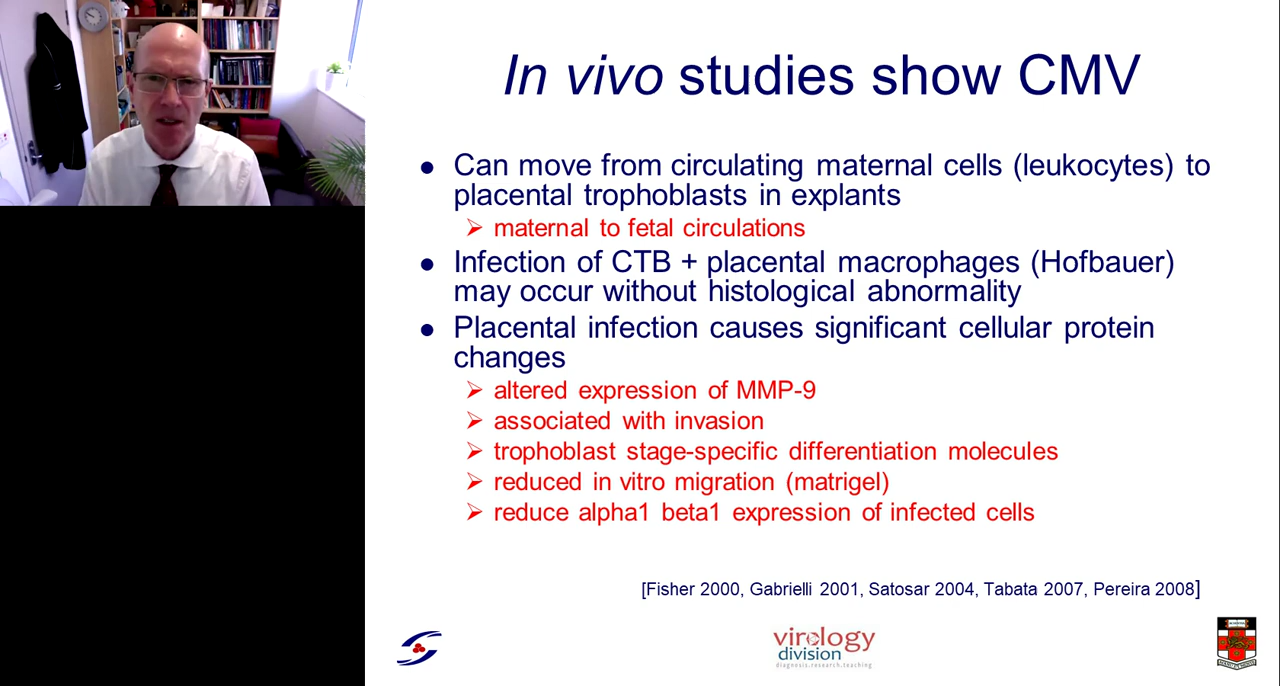 In vivo studies show CMV
● Can move from circulating maternal cells (leukocytes) to
placental trophoblasts in explants
➢ maternal to fetal circulations
● Infection of CTB + placental macrophages (Hofbauer)
may occur without histological abnormality
● Placental infection causes significant cellular protein
changes
➢ altered expression of MMP-9
➢ associated with invasion
➢ trophoblast stage-specific differentiation molecules
➢ reduced in vitro migration (matrigel)
➢ reduce alpha1 beta1 expression of infected cells
[Fisher 2000, Gabrielli 2001, Satosar 2004, Tabata 2007, Pereira 2008]
virology
division
diagnosis.research.teaching